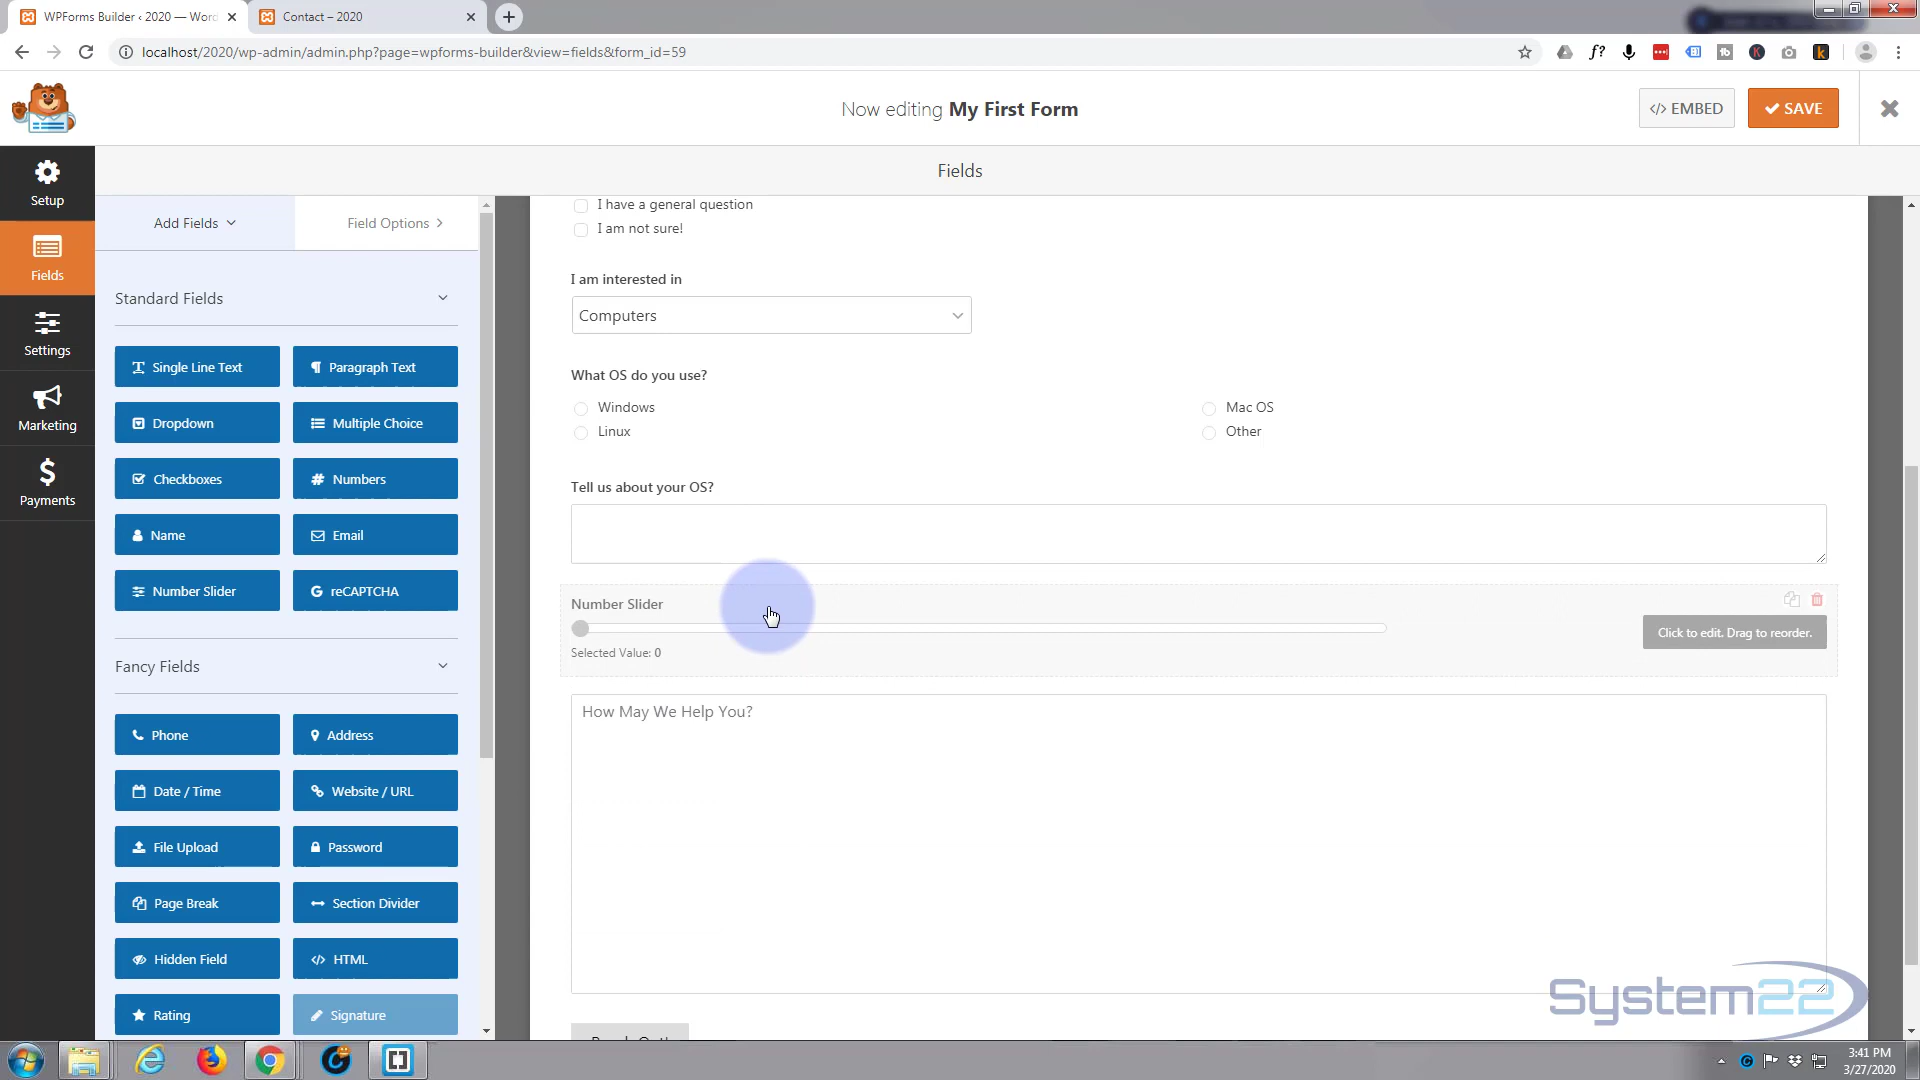 WPForms Builder ‹ 2020 — Word
Contact – 2020
localhost/2020/wp-admin/admin.php?page=wpforms-builder&view=fields&form_id=59
Now editing My First Form
</> EMBED
SAVE
Setup
Fields
Settings
Marketing
Payments
Fields
Add Fields
Field Options
Standard Fields
Single Line Text
Paragraph Text
Dropdown
Multiple Choice
Checkboxes
Numbers
Name
Email
Number Slider
reCAPTCHA
Fancy Fields
Phone
Address
Date / Time
Website / URL
File Upload
Password
Page Break
Section Divider
Hidden Field
HTML
Rating
Signature
I have a general question
I am not sure!
I am interested in
Computers
What OS do you use?
Windows
Mac OS
Linux
Other
Tell us about your OS?
Number Slider
Click to edit. Drag to reorder.
Selected Value: 0
How May We Help You?
System22
3:41 PM
3/27/2020